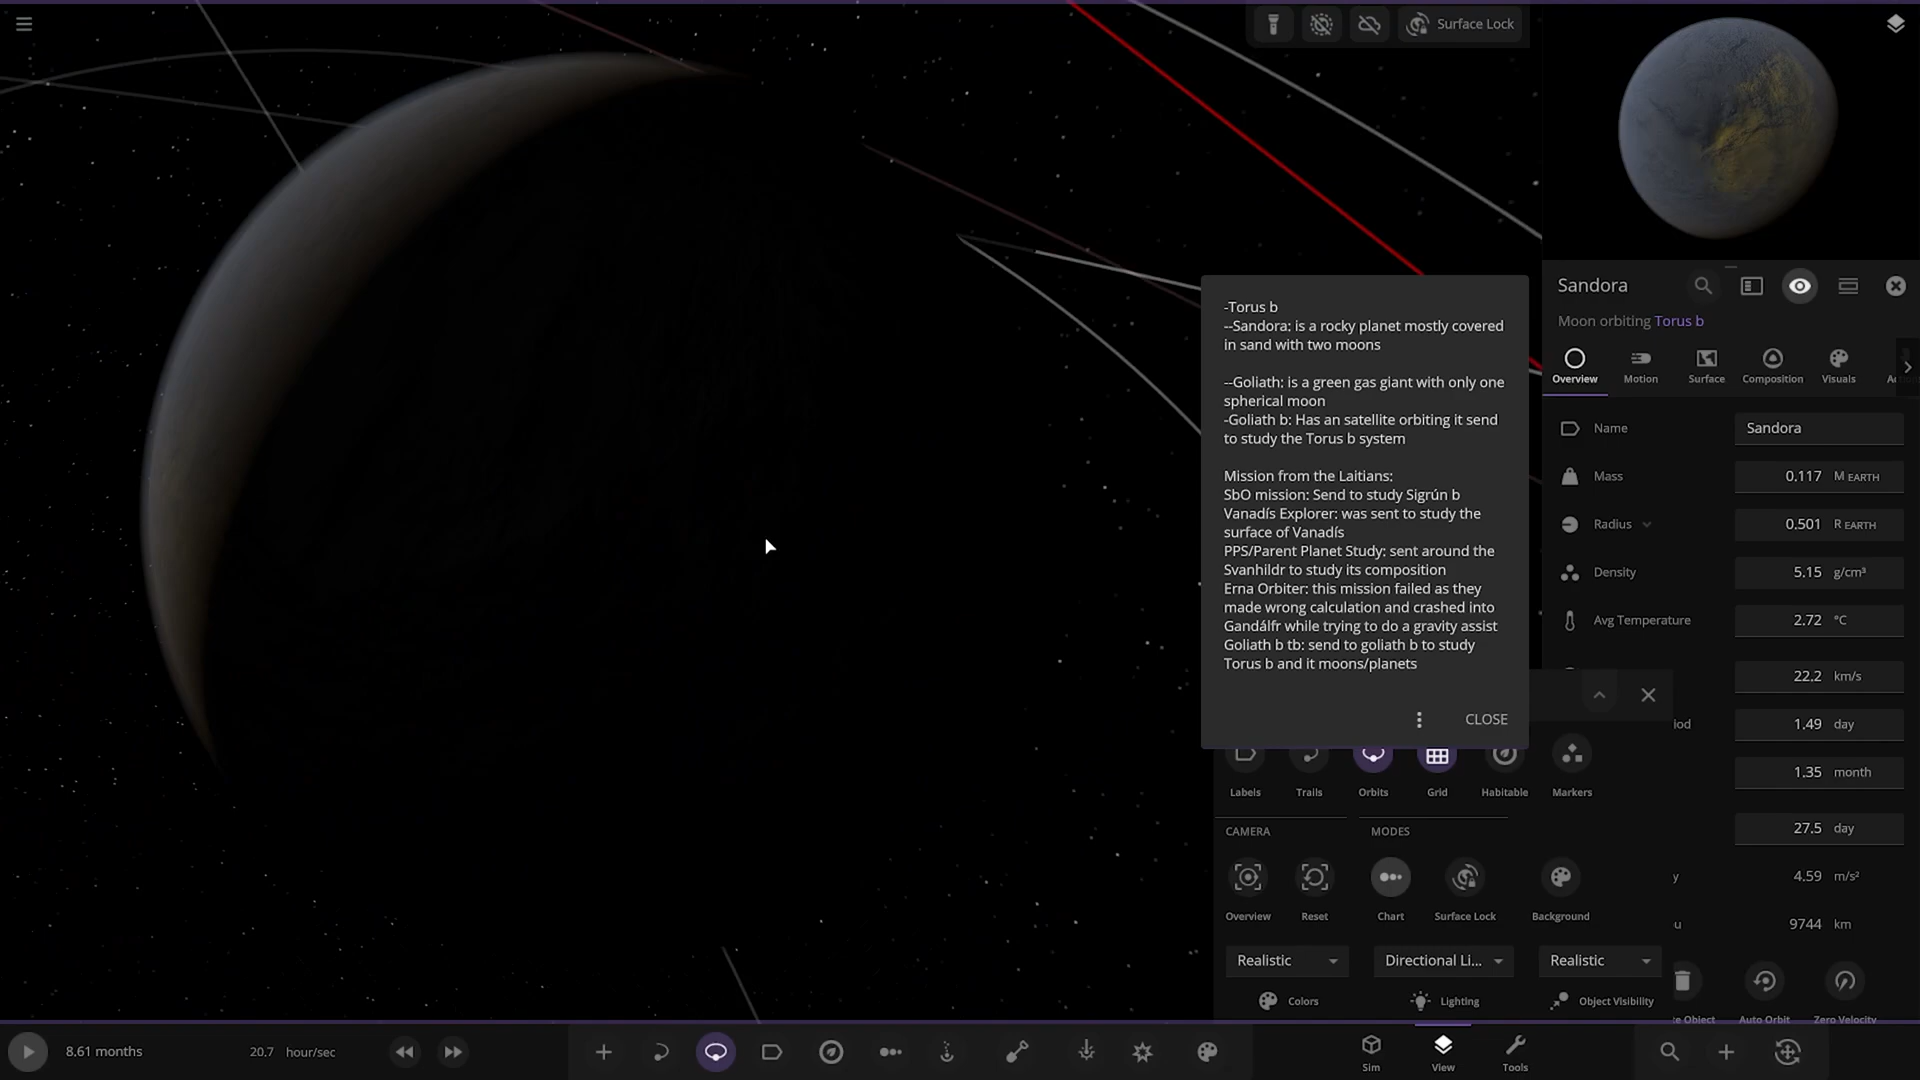 Surface Lock
Sandora
Moon orbiting Torus b
Overview
Motion
Surface
Composition
Visuals
Name
Sandora
Mass
0.117 M EARTH
Radius
0.501 R EARTH
Density
5.15 g/cm³
Avg Temperature
2.72 °C
22.2 km/s
1.49 day
1.35 month
27.5 day
4.59 m/s²
9744 km
-Torus b
--Sandora: is a rocky planet mostly covered
in sand with two moons
--Goliath: is a green gas giant with only one
spherical moon
-Goliath b: Has an satellite orbiting it send
to study the Torus b system
Mission from the Laitians:
SbO mission: Send to study Sigrún b
Vanadís Explorer: was sent to study the
surface of Vanadís
PPS/Parent Planet Study: sent around the
Svanhildr to study its composition
Erna Orbiter: this mission failed as they
made wrong calculation and crashed into
Gandálfr while trying to do a gravity assist
Goliath b tb: send to goliath b to study
Torus b and it moons/planets
CLOSE
Labels
Trails
Orbits
Grid
Habitable
Markers
CAMERA
MODES
Overview
Reset
Chart
Surface Lock
Background
Realistic
Directional Li...
Realistic
Colors
Lighting
Object Visibility
Object
Auto Orbit
Zero Velocity
8.61 months
20.7 hour/sec
Sim
View
Tools